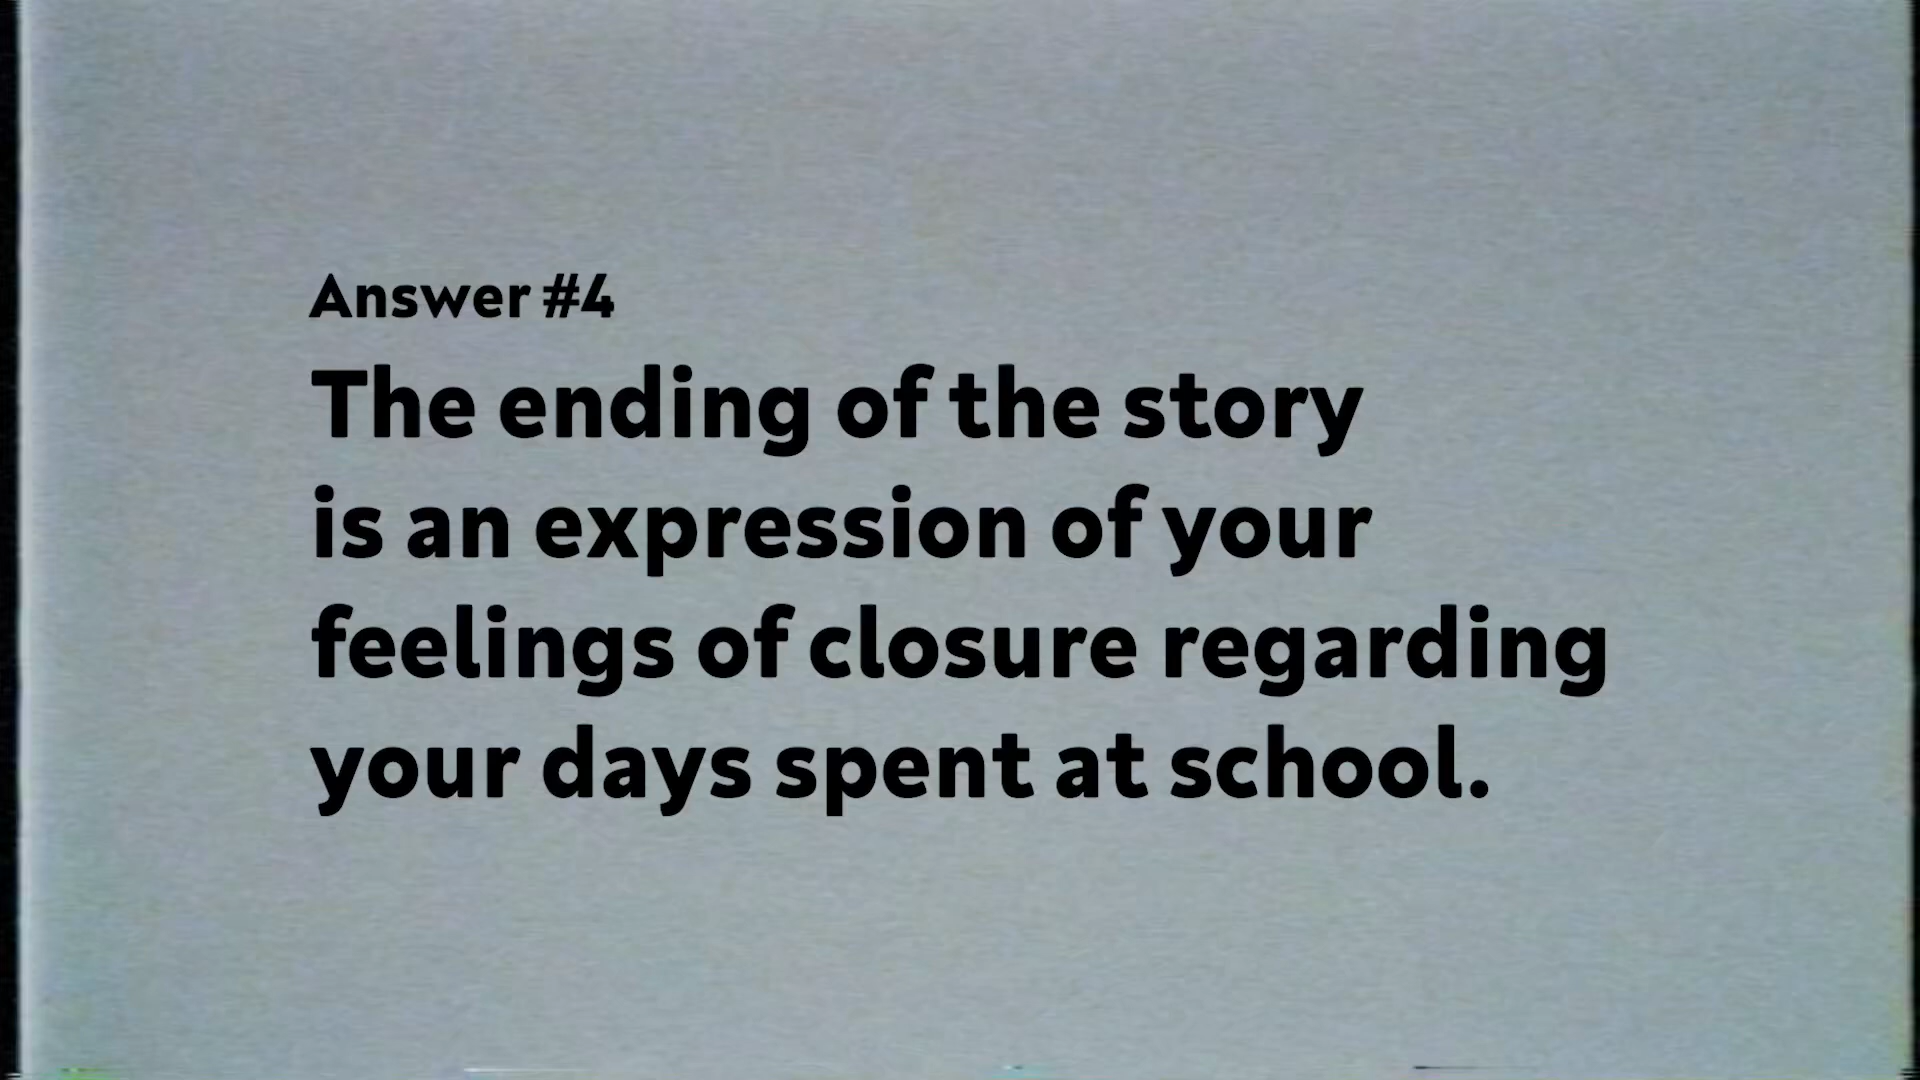 Answer #4
The ending of the story
is an expression of your
feelings of closure regarding
your days spent at school.